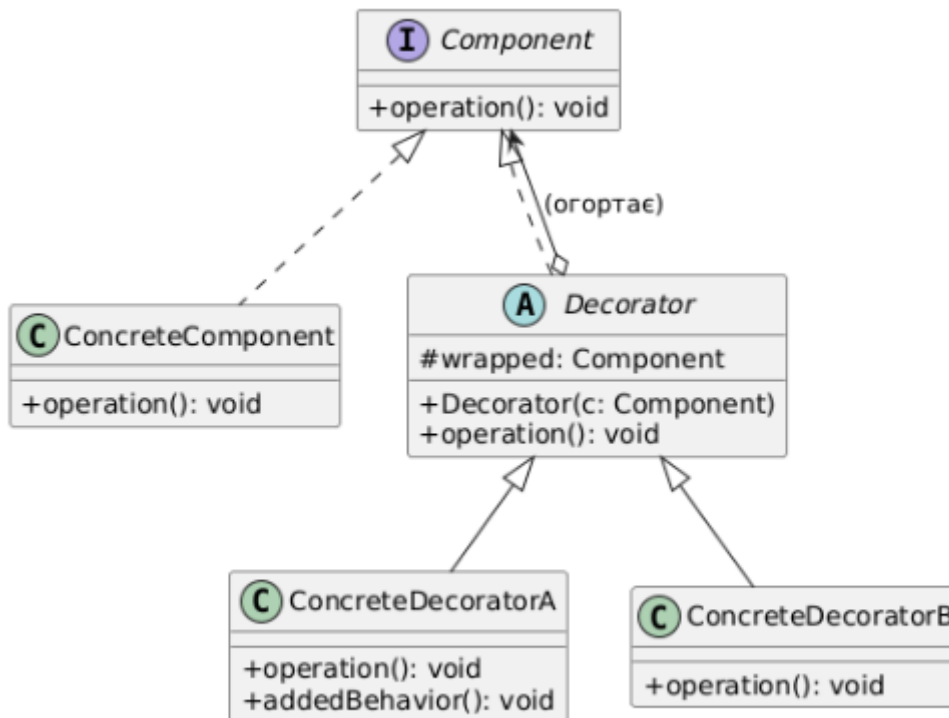 I Component
+operation(): void
(огортає)
C ConcreteComponent
+operation(): void
A Decorator
#wrapped: Component
+Decorator(c: Component)
+operation(): void
C ConcreteDecoratorA
+operation(): void
+addedBehavior(): void
C ConcreteDecoratorB
+operation(): void